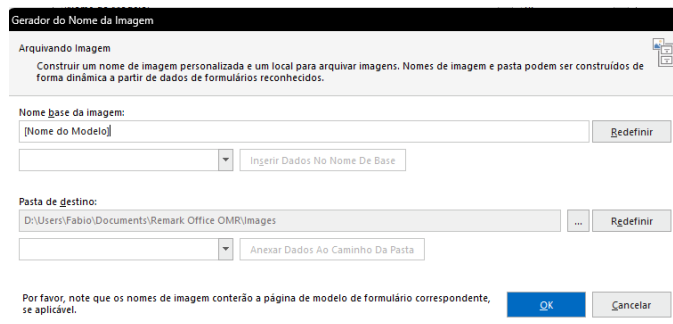 Gerador do Nome da Imagem
Arquivando Imagem
Construir um nome de imagem personalizada e um local para arquivar imagens. Nomes de imagem e pasta podem ser construídos de
forma dinâmica a partir de dados de formulários reconhecidos.
Nome base da imagem:
[Nome do Modelo]
Redefinir
Inserir Dados No Nome De Base
Pasta de destino:
D:\Users\Fabio\Documents\Remark Office OMR\Images
...
Redefinir
Anexar Dados Ao Caminho Da Pasta
Por favor, note que os nomes de imagem conterão a página de modelo de formulário correspondente,
se aplicável.
OK
Cancelar